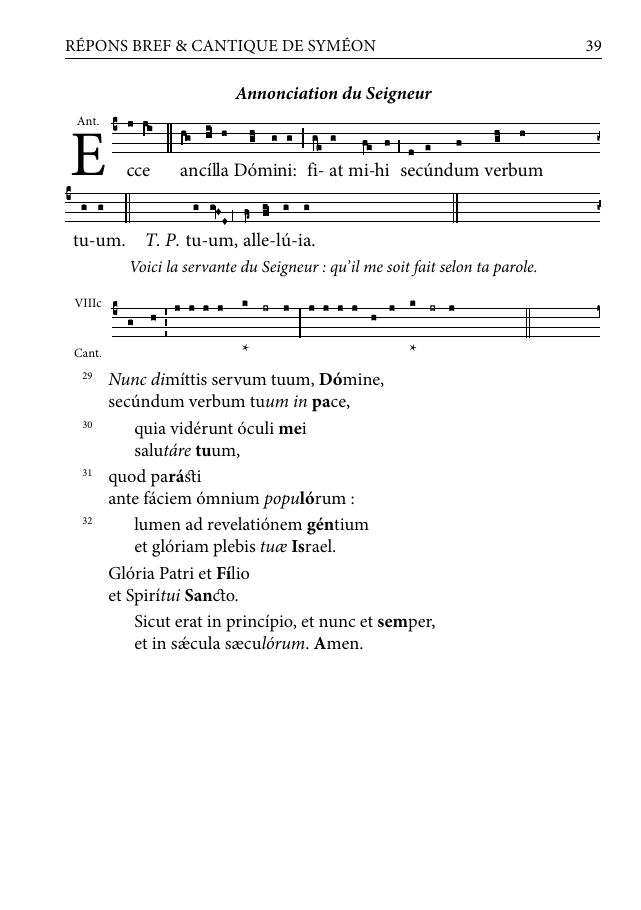 RÉPONS BREF & CANTIQUE DE SYMÉON 39
Annonciation du Seigneur
Ant.
Ecce ancílla Dómini: fi- at mi-hi secúndum verbum
tu-um. T. P. tu-um, alle-lú-ia.
Voici la servante du Seigneur : qu’il me soit fait selon ta parole.
VIIIc
* *
Cant.
29 Nunc dimíttis servum tuum, Dómine,
secúndum verbum tuum in pace,
30 quia vidérunt óculi mei
salutáre tuum,
31 quod parásti
ante fáciem ómnium populórum :
32 lumen ad revelatiónem géntium
et glóriam plebis tuæ Israel.
Glória Patri et Fílio
et Spirítui Sancto.
Sicut erat in princípio, et nunc et semper,
et in sǽcula sæculórum. Amen.